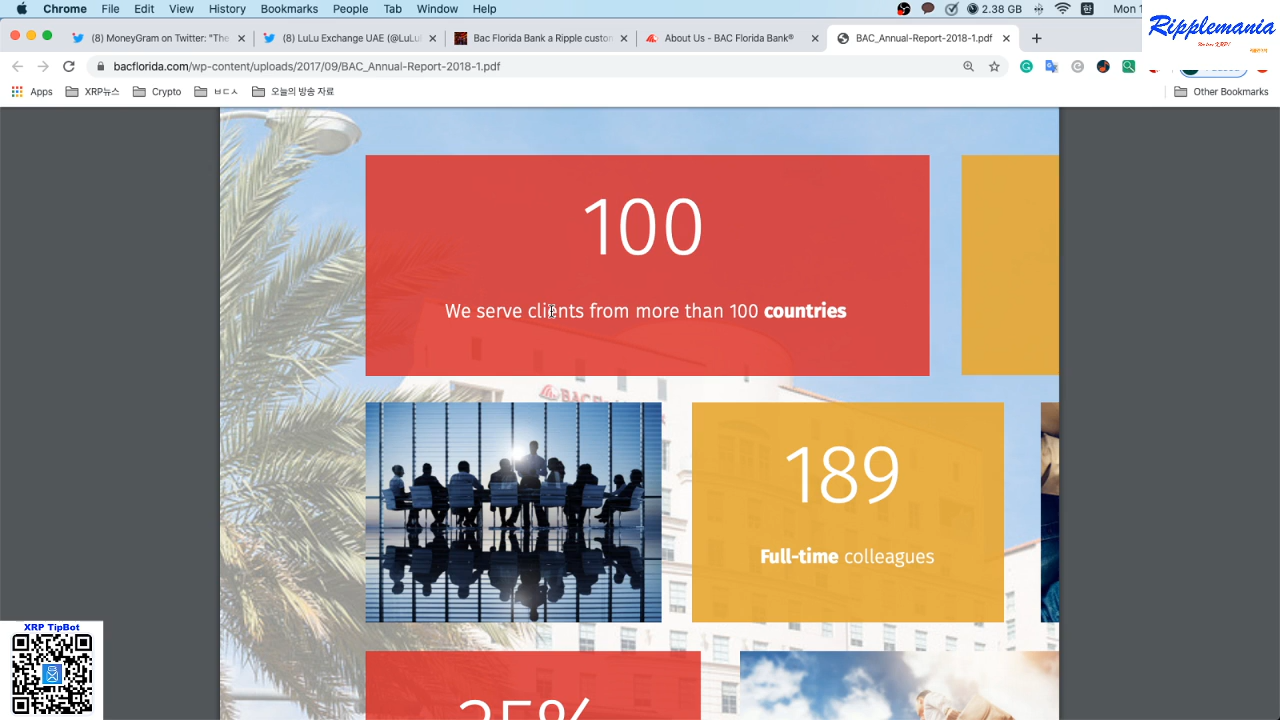 Chrome File Edit View History Bookmarks People Tab Window Help 2.38 GB 한 Mon 1
Ripplemania
(8) MoneyGram on Twitter: "The
(8) LuLu Exchange UAE (@LuLu
Bac Florida Bank a Ripple custon
About Us - BAC Florida Bank®
BAC_Annual-Report-2018-1.pdf
bacflorida.com/wp-content/uploads/2017/09/BAC_Annual-Report-2018-1.pdf
Apps XRP뉴스 Crypto ㅂㄷㅅ 오늘의 방송 자료 Other Bookmarks
100
We serve clients from more than 100 countries
189
Full-time colleagues
35%
XRP TipBot